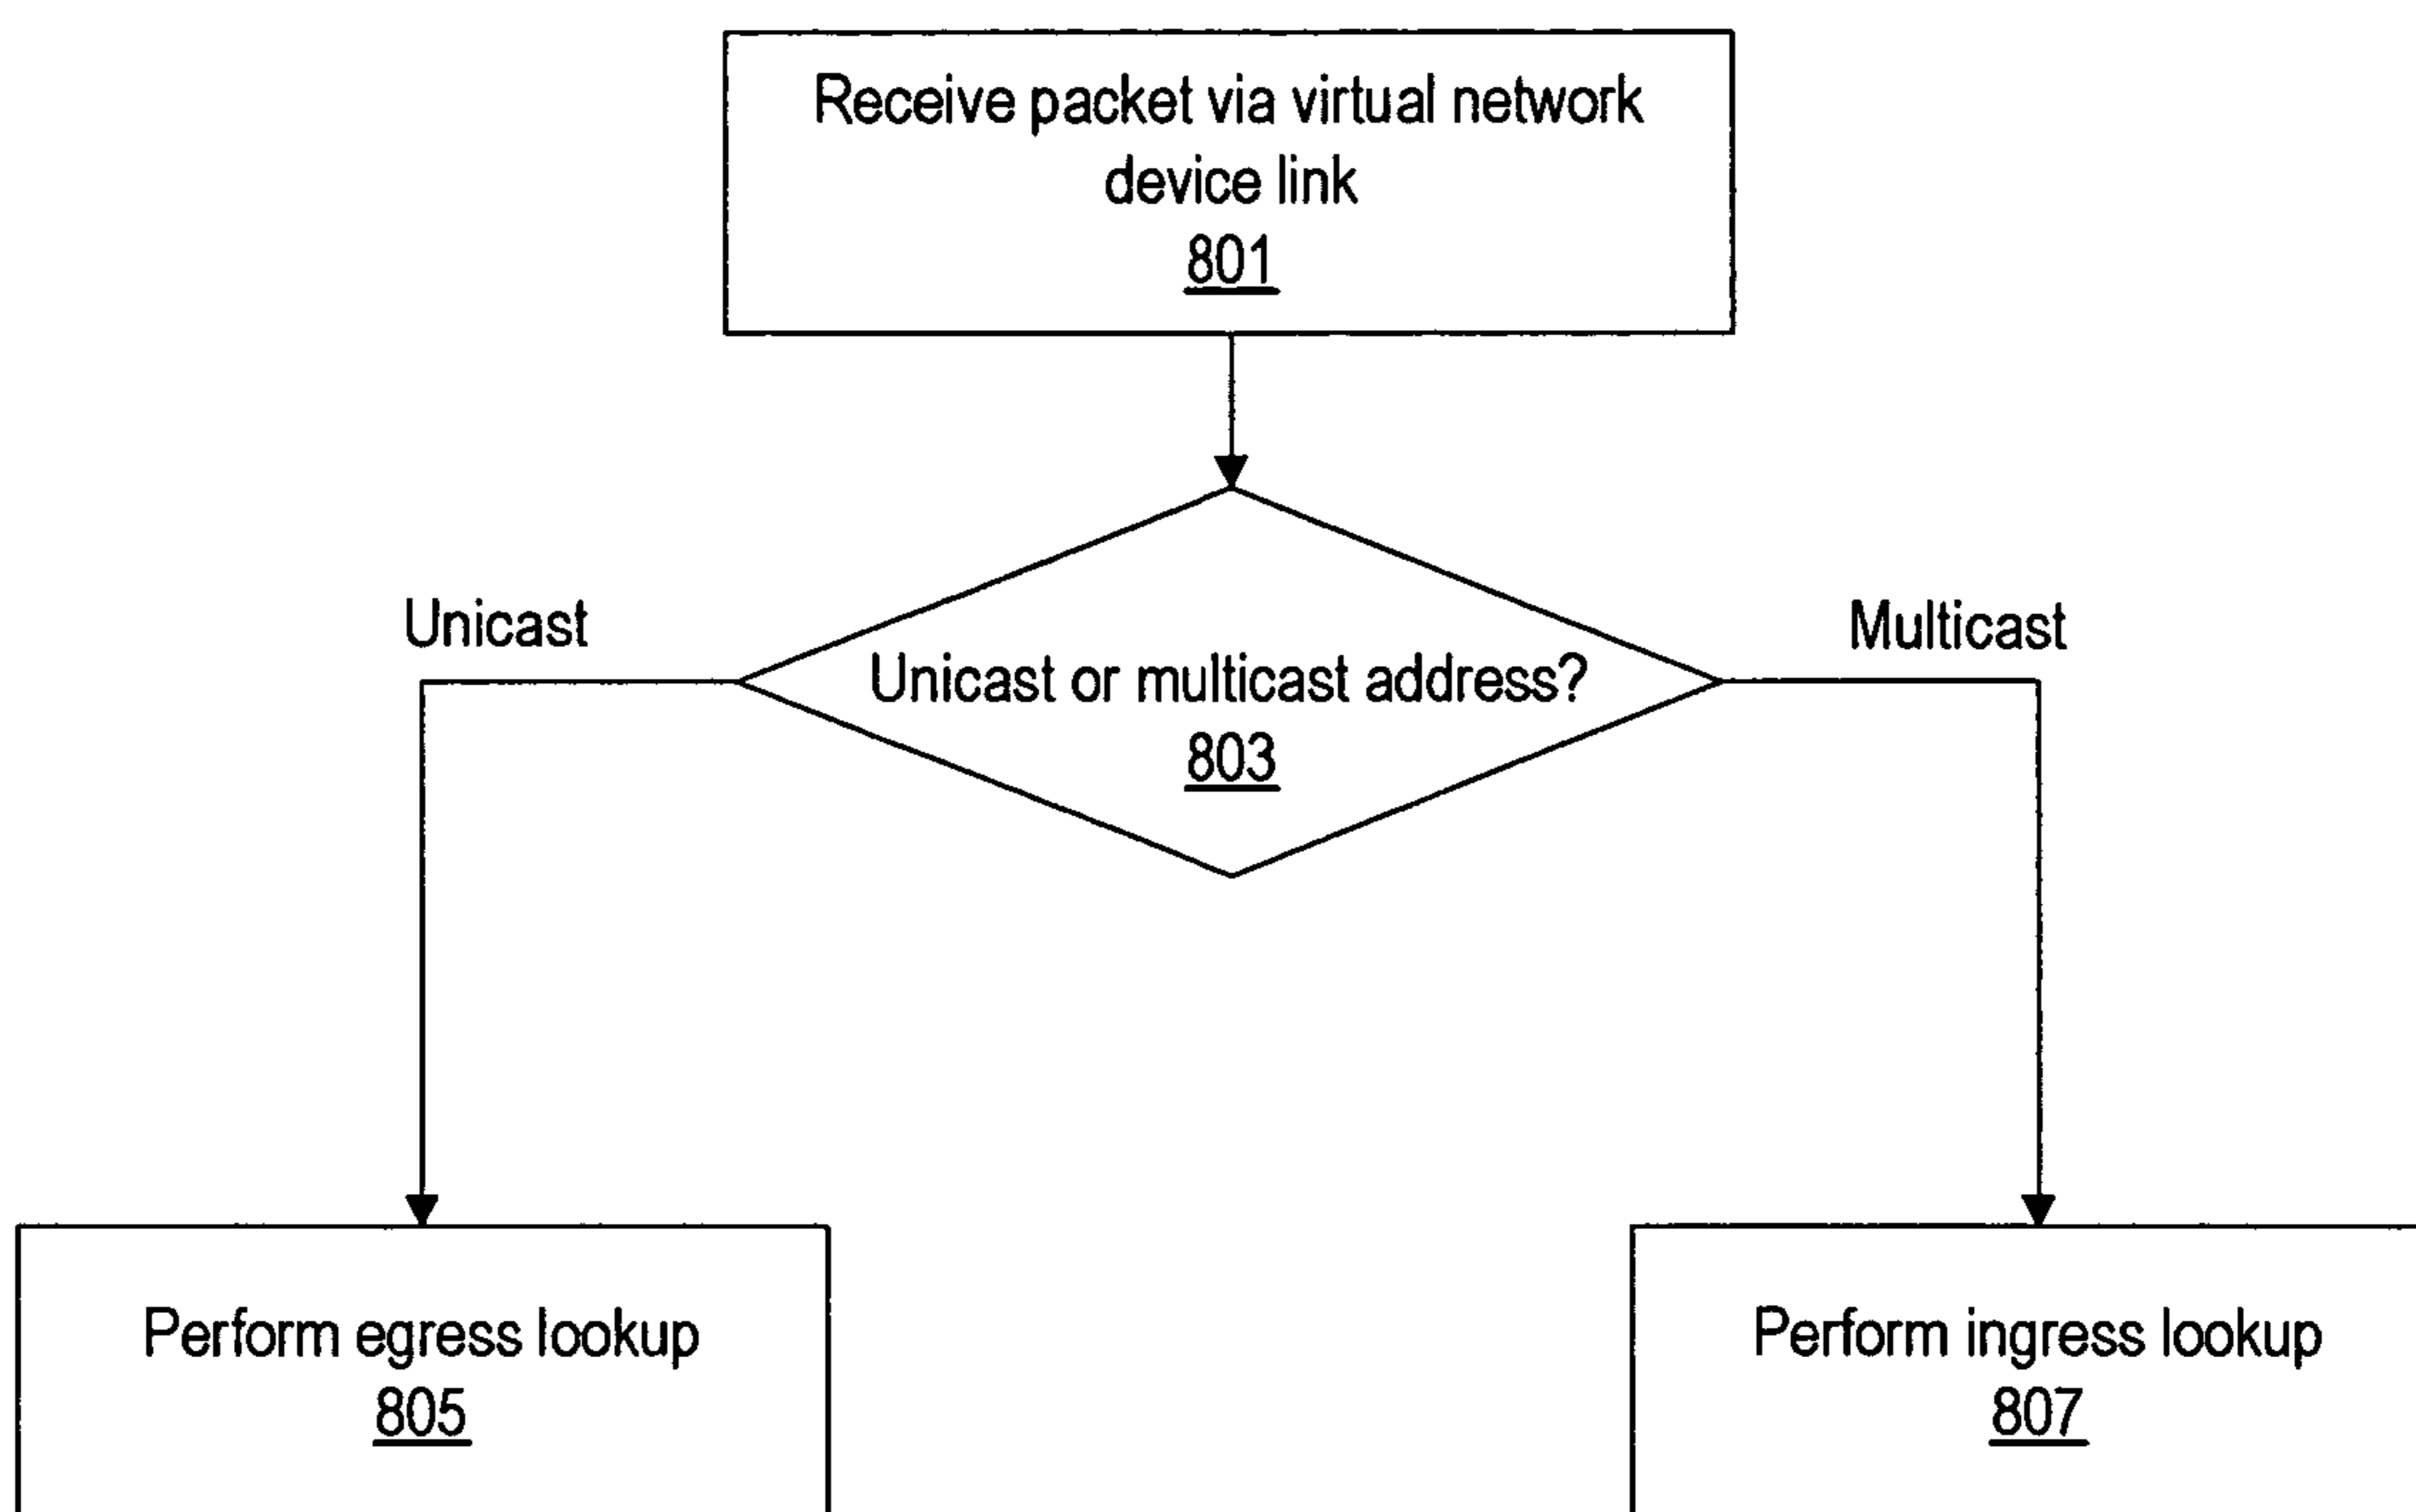 Receive packet via virtual network
device link
801
Unicast
Multicast
Unicast or multicast address?
803
Perform egress lookup
805
Perform ingress lookup
807